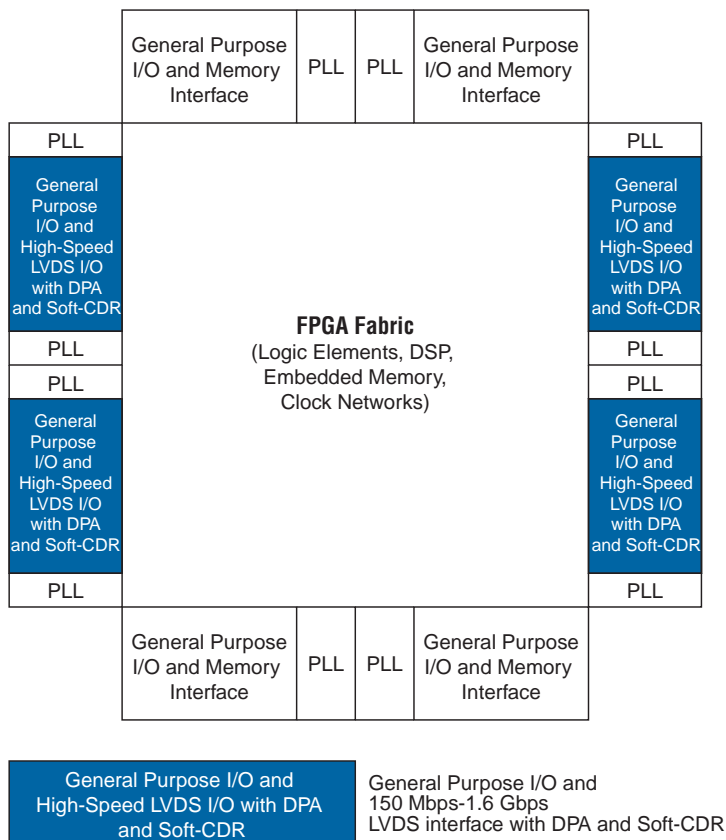 General Purpose
I/O and Memory
Interface
PLL
PLL
General Purpose
I/O and Memory
Interface
PLL
General
Purpose
I/O and
High-Speed
LVDS I/O
with DPA
and Soft-CDR
PLL
PLL
General
Purpose
I/O and
High-Speed
LVDS I/O
with DPA
and Soft-CDR
PLL
FPGA Fabric
(Logic Elements, DSP,
Embedded Memory,
Clock Networks)
PLL
General
Purpose
I/O and
High-Speed
LVDS I/O
with DPA
and Soft-CDR
PLL
PLL
General
Purpose
I/O and
High-Speed
LVDS I/O
with DPA
and Soft-CDR
PLL
General Purpose
I/O and Memory
Interface
PLL
PLL
General Purpose
I/O and Memory
Interface
General Purpose I/O and
High-Speed LVDS I/O with DPA
and Soft-CDR
General Purpose I/O and
150 Mbps-1.6 Gbps
LVDS interface with DPA and Soft-CDR